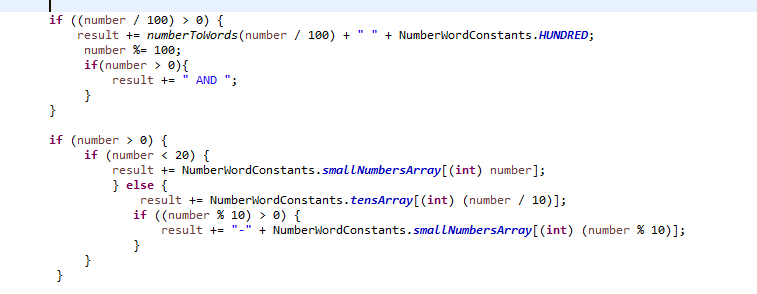 if ((number / 100) > 0) {
result += numberToWords(number / 100) + " " + NumberWordConstants.HUNDRED;
number %= 100;
if(number > 0){
result += " AND ";
}
}
if (number > 0) {
if (number < 20) {
result += NumberWordConstants.smallNumbersArray[(int) number];
} else {
result += NumberWordConstants.tensArray[(int) (number / 10)];
if ((number % 10) > 0) {
result += "-" + NumberWordConstants.smallNumbersArray[(int) (number % 10)];
}
}
}